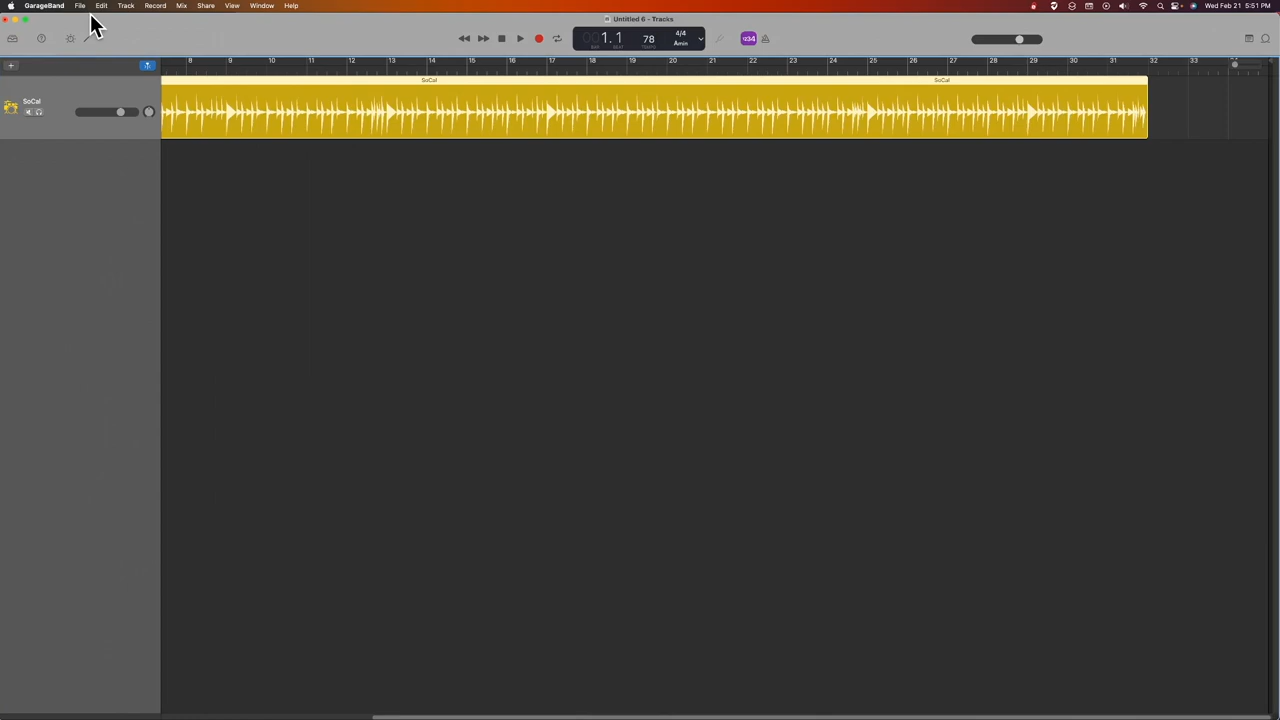 GarageBand File Edit Track Record Mix Share View Window Help Wed Feb 21 5:51 PM
Untitled 6 - Tracks
001.1 78 4/4
BAR BEAT TEMPO Amin
1234
8 9 10 11 12 13 14 15 16 17 18 19 20 21 22 23 24 25 26 27 28 29 30 31 32 33
SoCal SoCal
SoCal